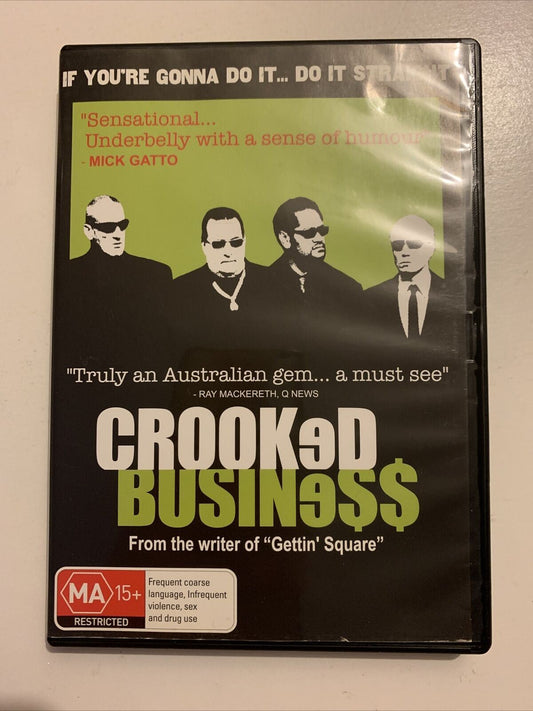 IF YOU'RE GONNA DO IT... DO IT STRAIGHT
"Sensational...
Underbelly with a sense of humour"
- MICK GATTO
"Truly an Australian gem... a must see"
- RAY MACKERETH, Q NEWS
CROOKeD
BUSINe$$
From the writer of "Gettin' Square"
MA 15+
RESTRICTED
Frequent coarse
language, Infrequent
violence, sex
and drug use